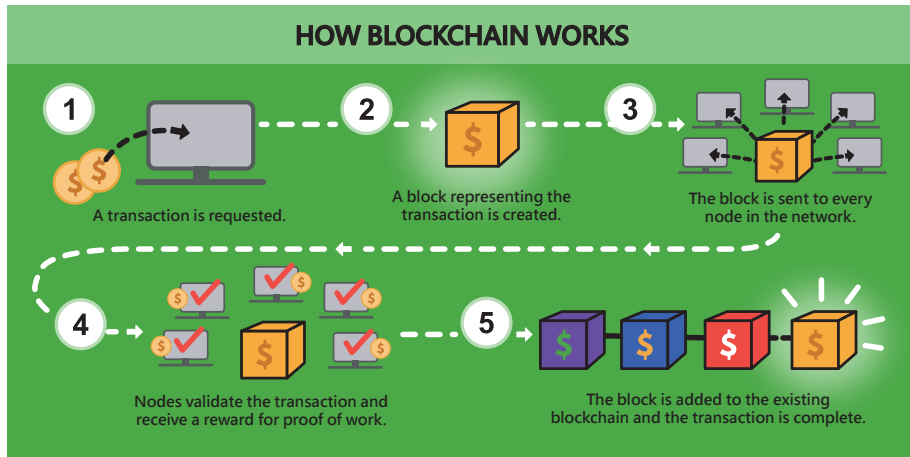 HOW BLOCKCHAIN WORKS
1
$ $
A transaction is requested.
2
$
A block representing the
transaction is created.
3
$
The block is sent to every
node in the network.
4
$ $ $ $ $
$
Nodes validate the transaction and
receive a reward for proof of work.
5
$ $ $ $
The block is added to the existing
blockchain and the transaction is complete.